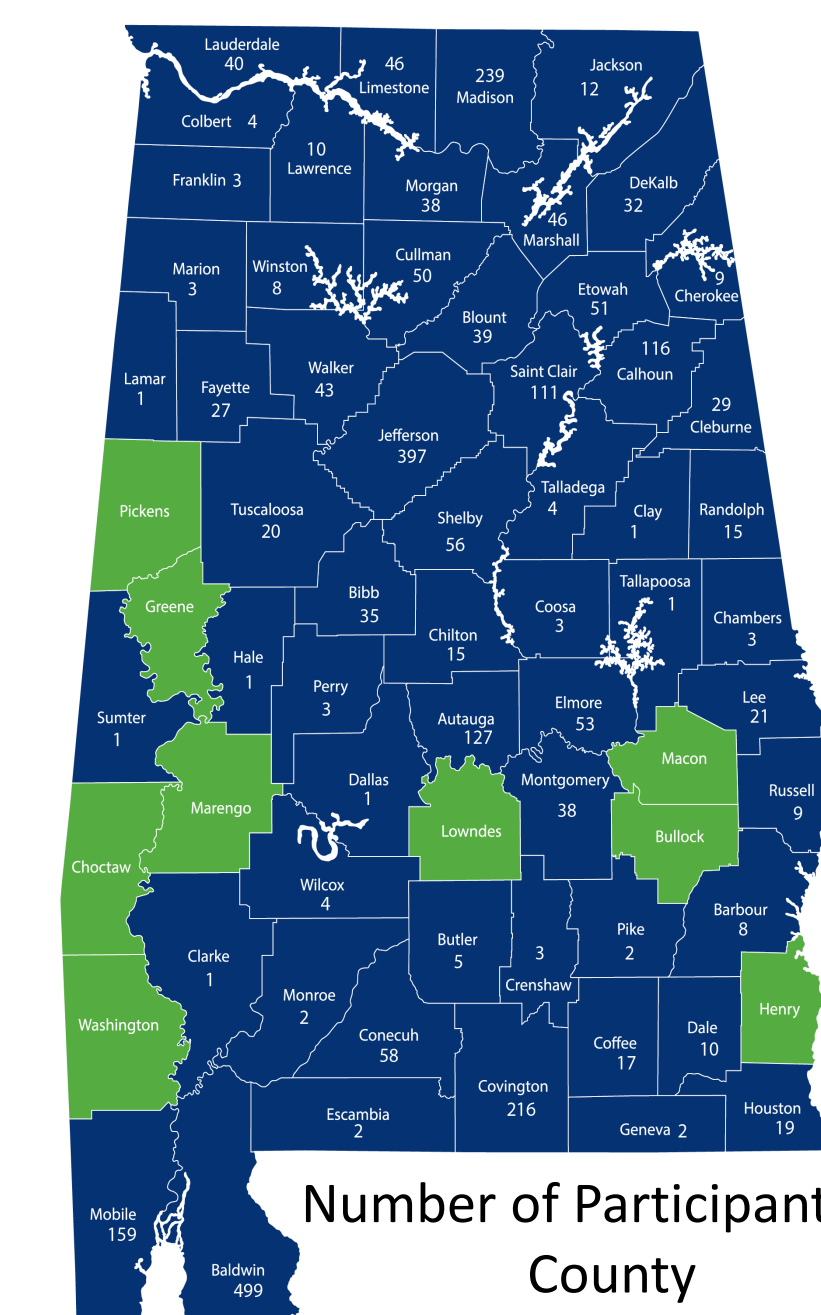 Lauderdale
40
46
Limestone
239
Madison
Jackson
12
Colbert 4
10
Lawrence
Franklin 3
Morgan
38
DeKalb
32
46
Marshall
Marion
3
Winston
8
Cullman
50
Etowah
51
9
Cherokee
Blount
39
Lamar
1
Fayette
27
Walker
43
Saint Clair
111
116
Calhoun
29
Cleburne
Jefferson
397
Pickens
Tuscaloosa
20
Shelby
56
Talladega
4
Clay
1
Randolph
15
Greene
Bibb
35
Coosa
3
Tallapoosa
1
Chambers
3
Hale
1
Chilton
15
Perry
3
Sumter
1
Autauga
127
Elmore
53
Lee
21
Macon
Marengo
Dallas
1
Lowndes
Montgomery
38
Russell
9
Bullock
Choctaw
Wilcox
4
Clarke
1
Butler
5
3
Crenshaw
Pike
2
Barbour
8
Monroe
2
Washington
Conecuh
58
Coffee
17
Dale
10
Henry
Covington
216
Escambia
2
Geneva 2
Houston
19
Mobile
159
Baldwin
499
Number of Participant
County